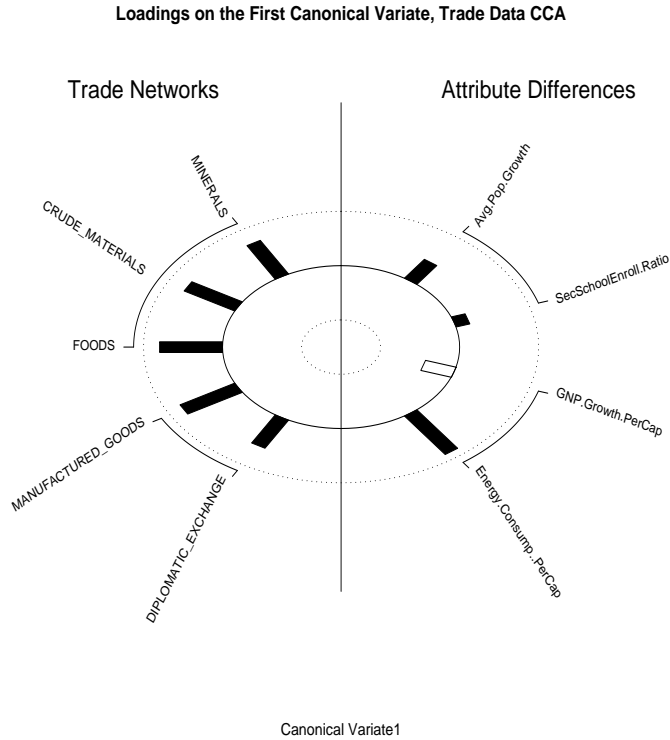 Loadings on the First Canonical Variate, Trade Data CCA
Trade Networks
Attribute Differences
MINERALS
CRUDE_MATERIALS
FOODS
MANUFACTURED_GOODS
DIPLOMATIC_EXCHANGE
Avg.Pop.Growth
SecSchoolEnroll.Ratio
GNP.Growth.PerCap
Energy.Consump..PerCap
Canonical Variate1